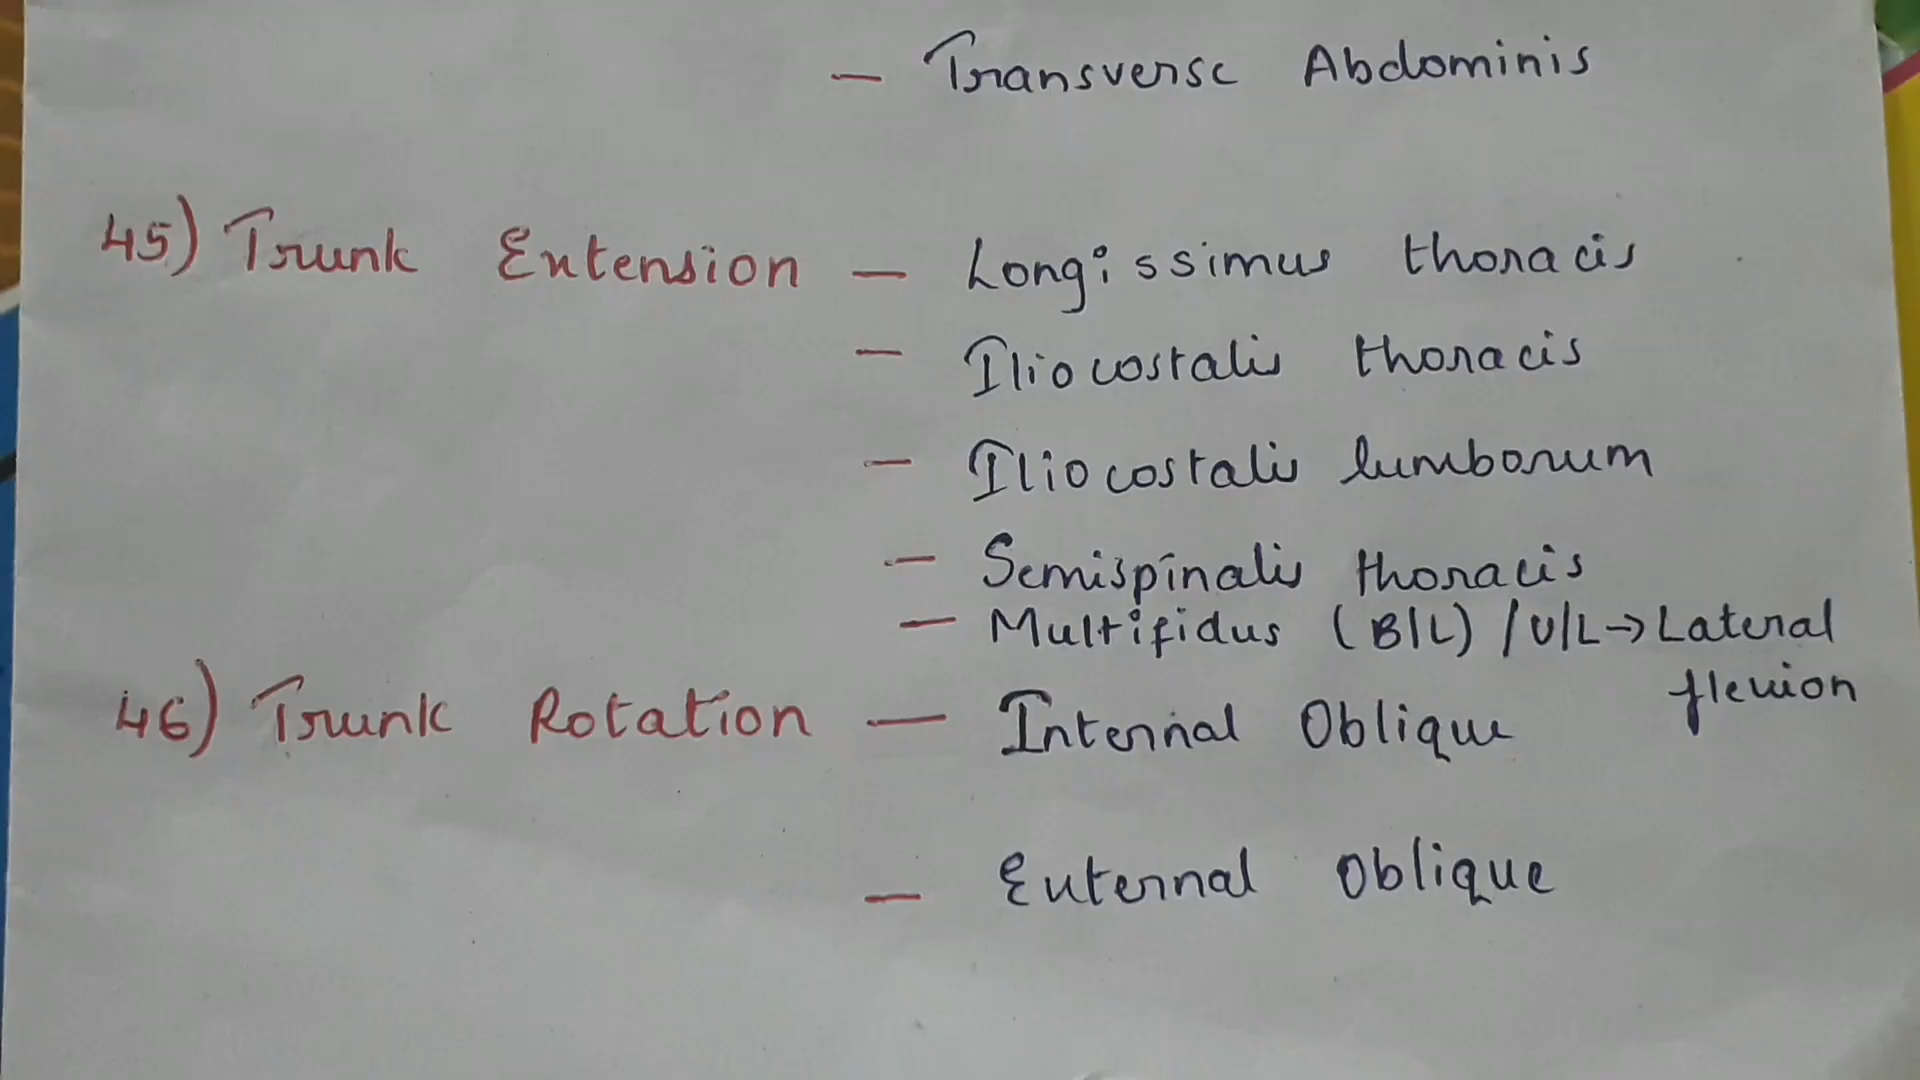 - Transverse Abdominis
45) Trunk Extension - Longissimus thoracis
- Iliocostalis thoracis
- Iliocostalis lumborum
- Semispinalis thoracis
- Multifidus (B/L) / U/L → Lateral
flexion
46) Trunk Rotation - Internal Oblique
- External Oblique